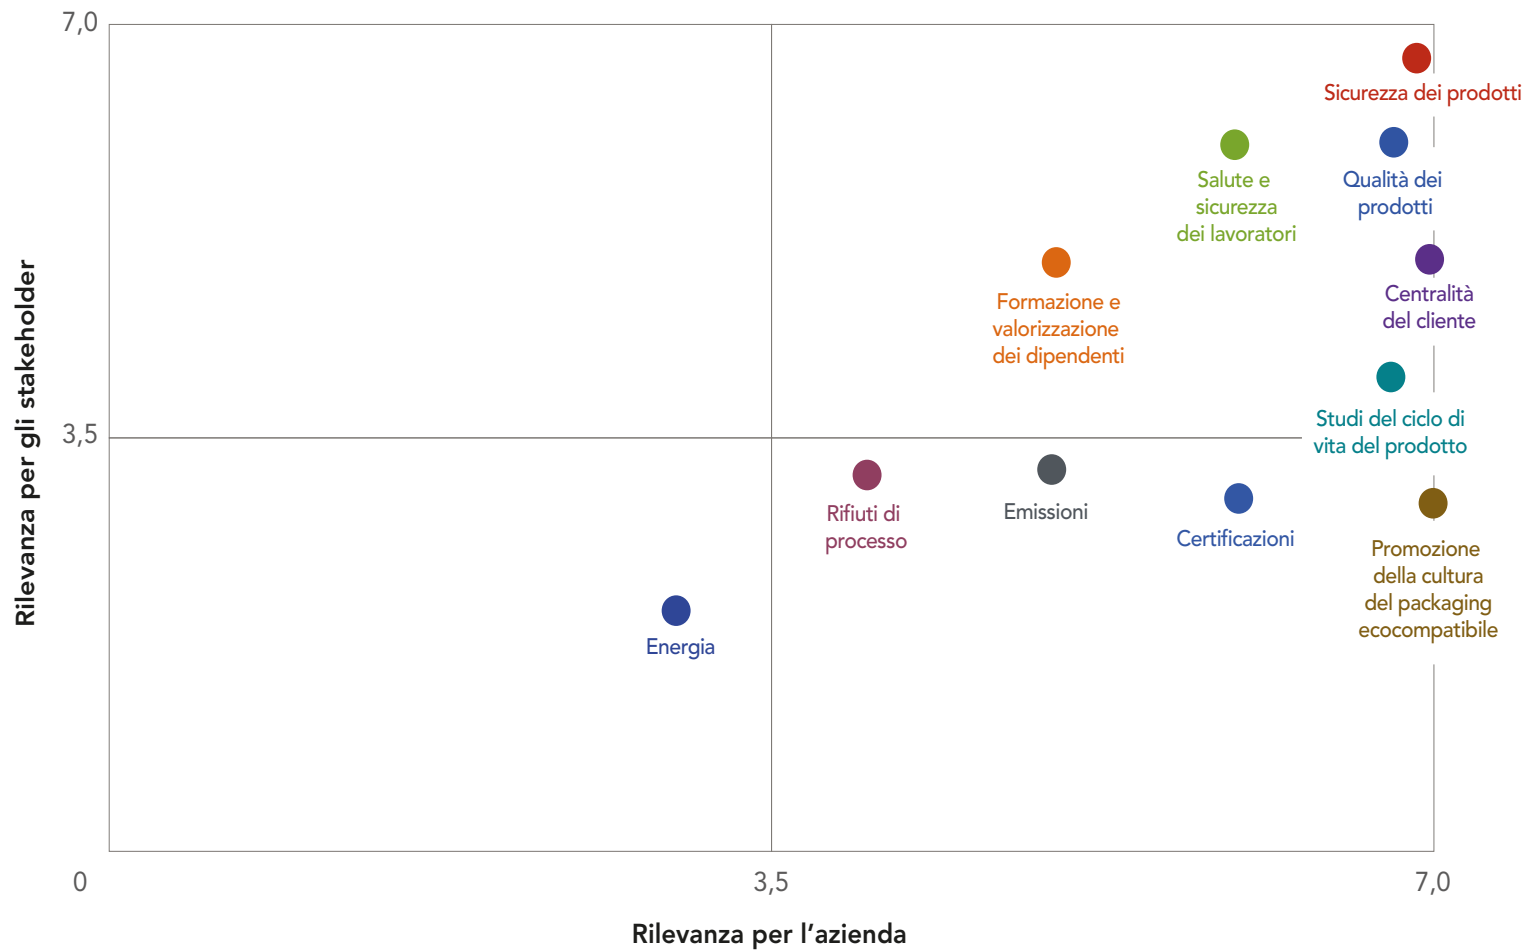 7,0
Sicurezza dei prodotti
Salute e
sicurezza
dei lavoratori
Qualità dei
prodotti
Formazione e
valorizzazione
dei dipendenti
Centralità
del cliente
Studi del ciclo di
vita del prodotto
3,5
Rilevanza per gli stakeholder
Rifiuti di
processo
Emissioni
Certificazioni
Promozione
della cultura
del packaging
ecocompatibile
Energia
0
3,5
7,0
Rilevanza per l’azienda